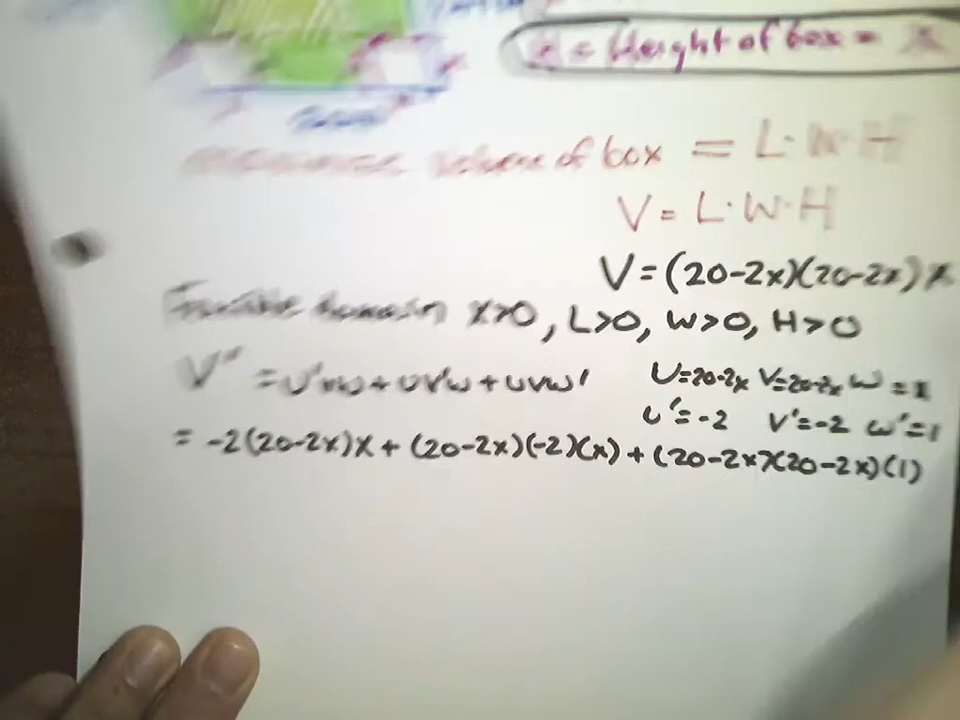 = Height of box = x
volume of box = L·W·H
V = L·W·H
V=(20-2x)(20-2x)x
domain x>0, L>0, W>0, H>0
V' = u'vw + uv'w + uvw' U=20-2x V=20-2x W=x
u'=-2 v'=-2 w'=1
= -2(20-2x)x + (20-2x)(-2)(x) + (20-2x)(20-2x)(1)